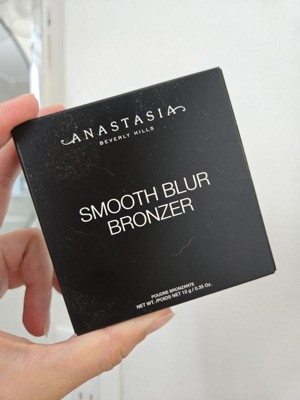 ANASTASIA
BEVERLY HILLS
SMOOTH BLUR
BRONZER
POUDRE BRONZANTE
NET WT. /POIDS NET 10 g / 0.35 Oz.